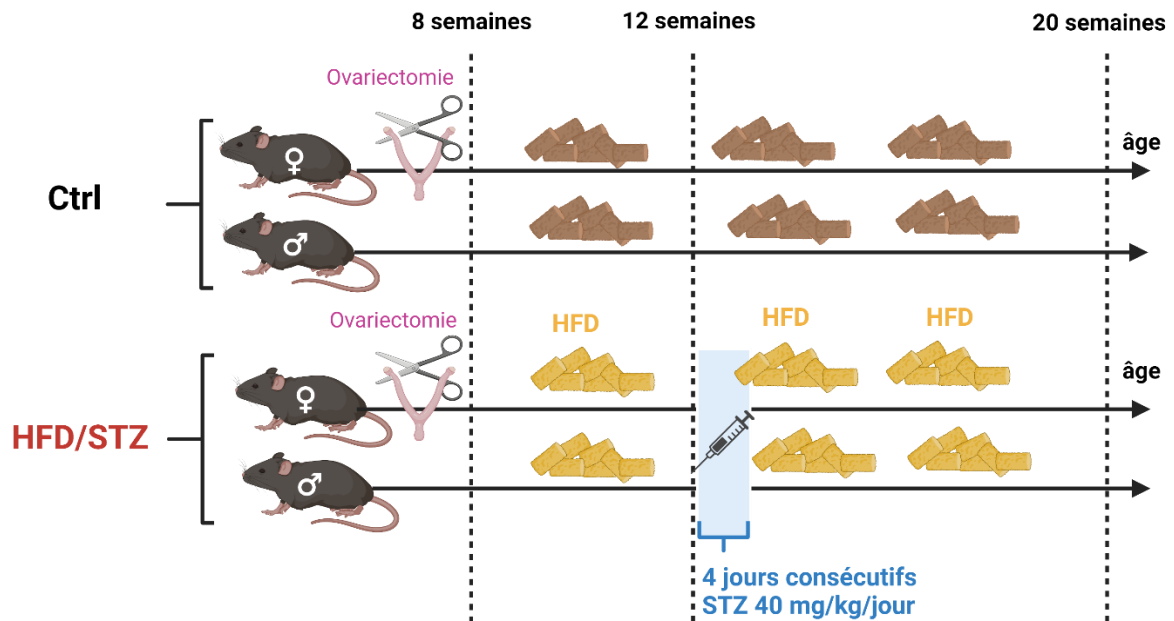 8 semaines
12 semaines
20 semaines
Ovariectomie
âge
♀
Ctrl
♂
Ovariectomie
HFD
HFD
HFD
âge
♀
HFD/STZ
♂
4 jours consécutifs
STZ 40 mg/kg/jour